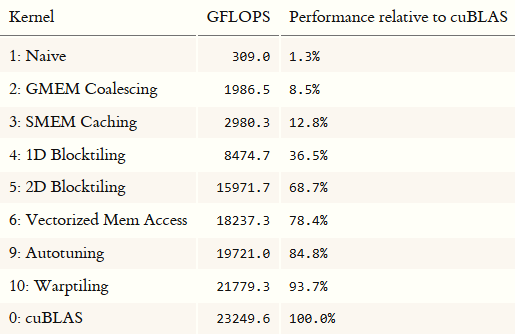 Kernel GFLOPS Performance relative to cuBLAS
1: Naive 309.0 1.3%
2: GMEM Coalescing 1986.5 8.5%
3: SMEM Caching 2980.3 12.8%
4: 1D Blocktiling 8474.7 36.5%
5: 2D Blocktiling 15971.7 68.7%
6: Vectorized Mem Access 18237.3 78.4%
9: Autotuning 19721.0 84.8%
10: Warptiling 21779.3 93.7%
0: cuBLAS 23249.6 100.0%